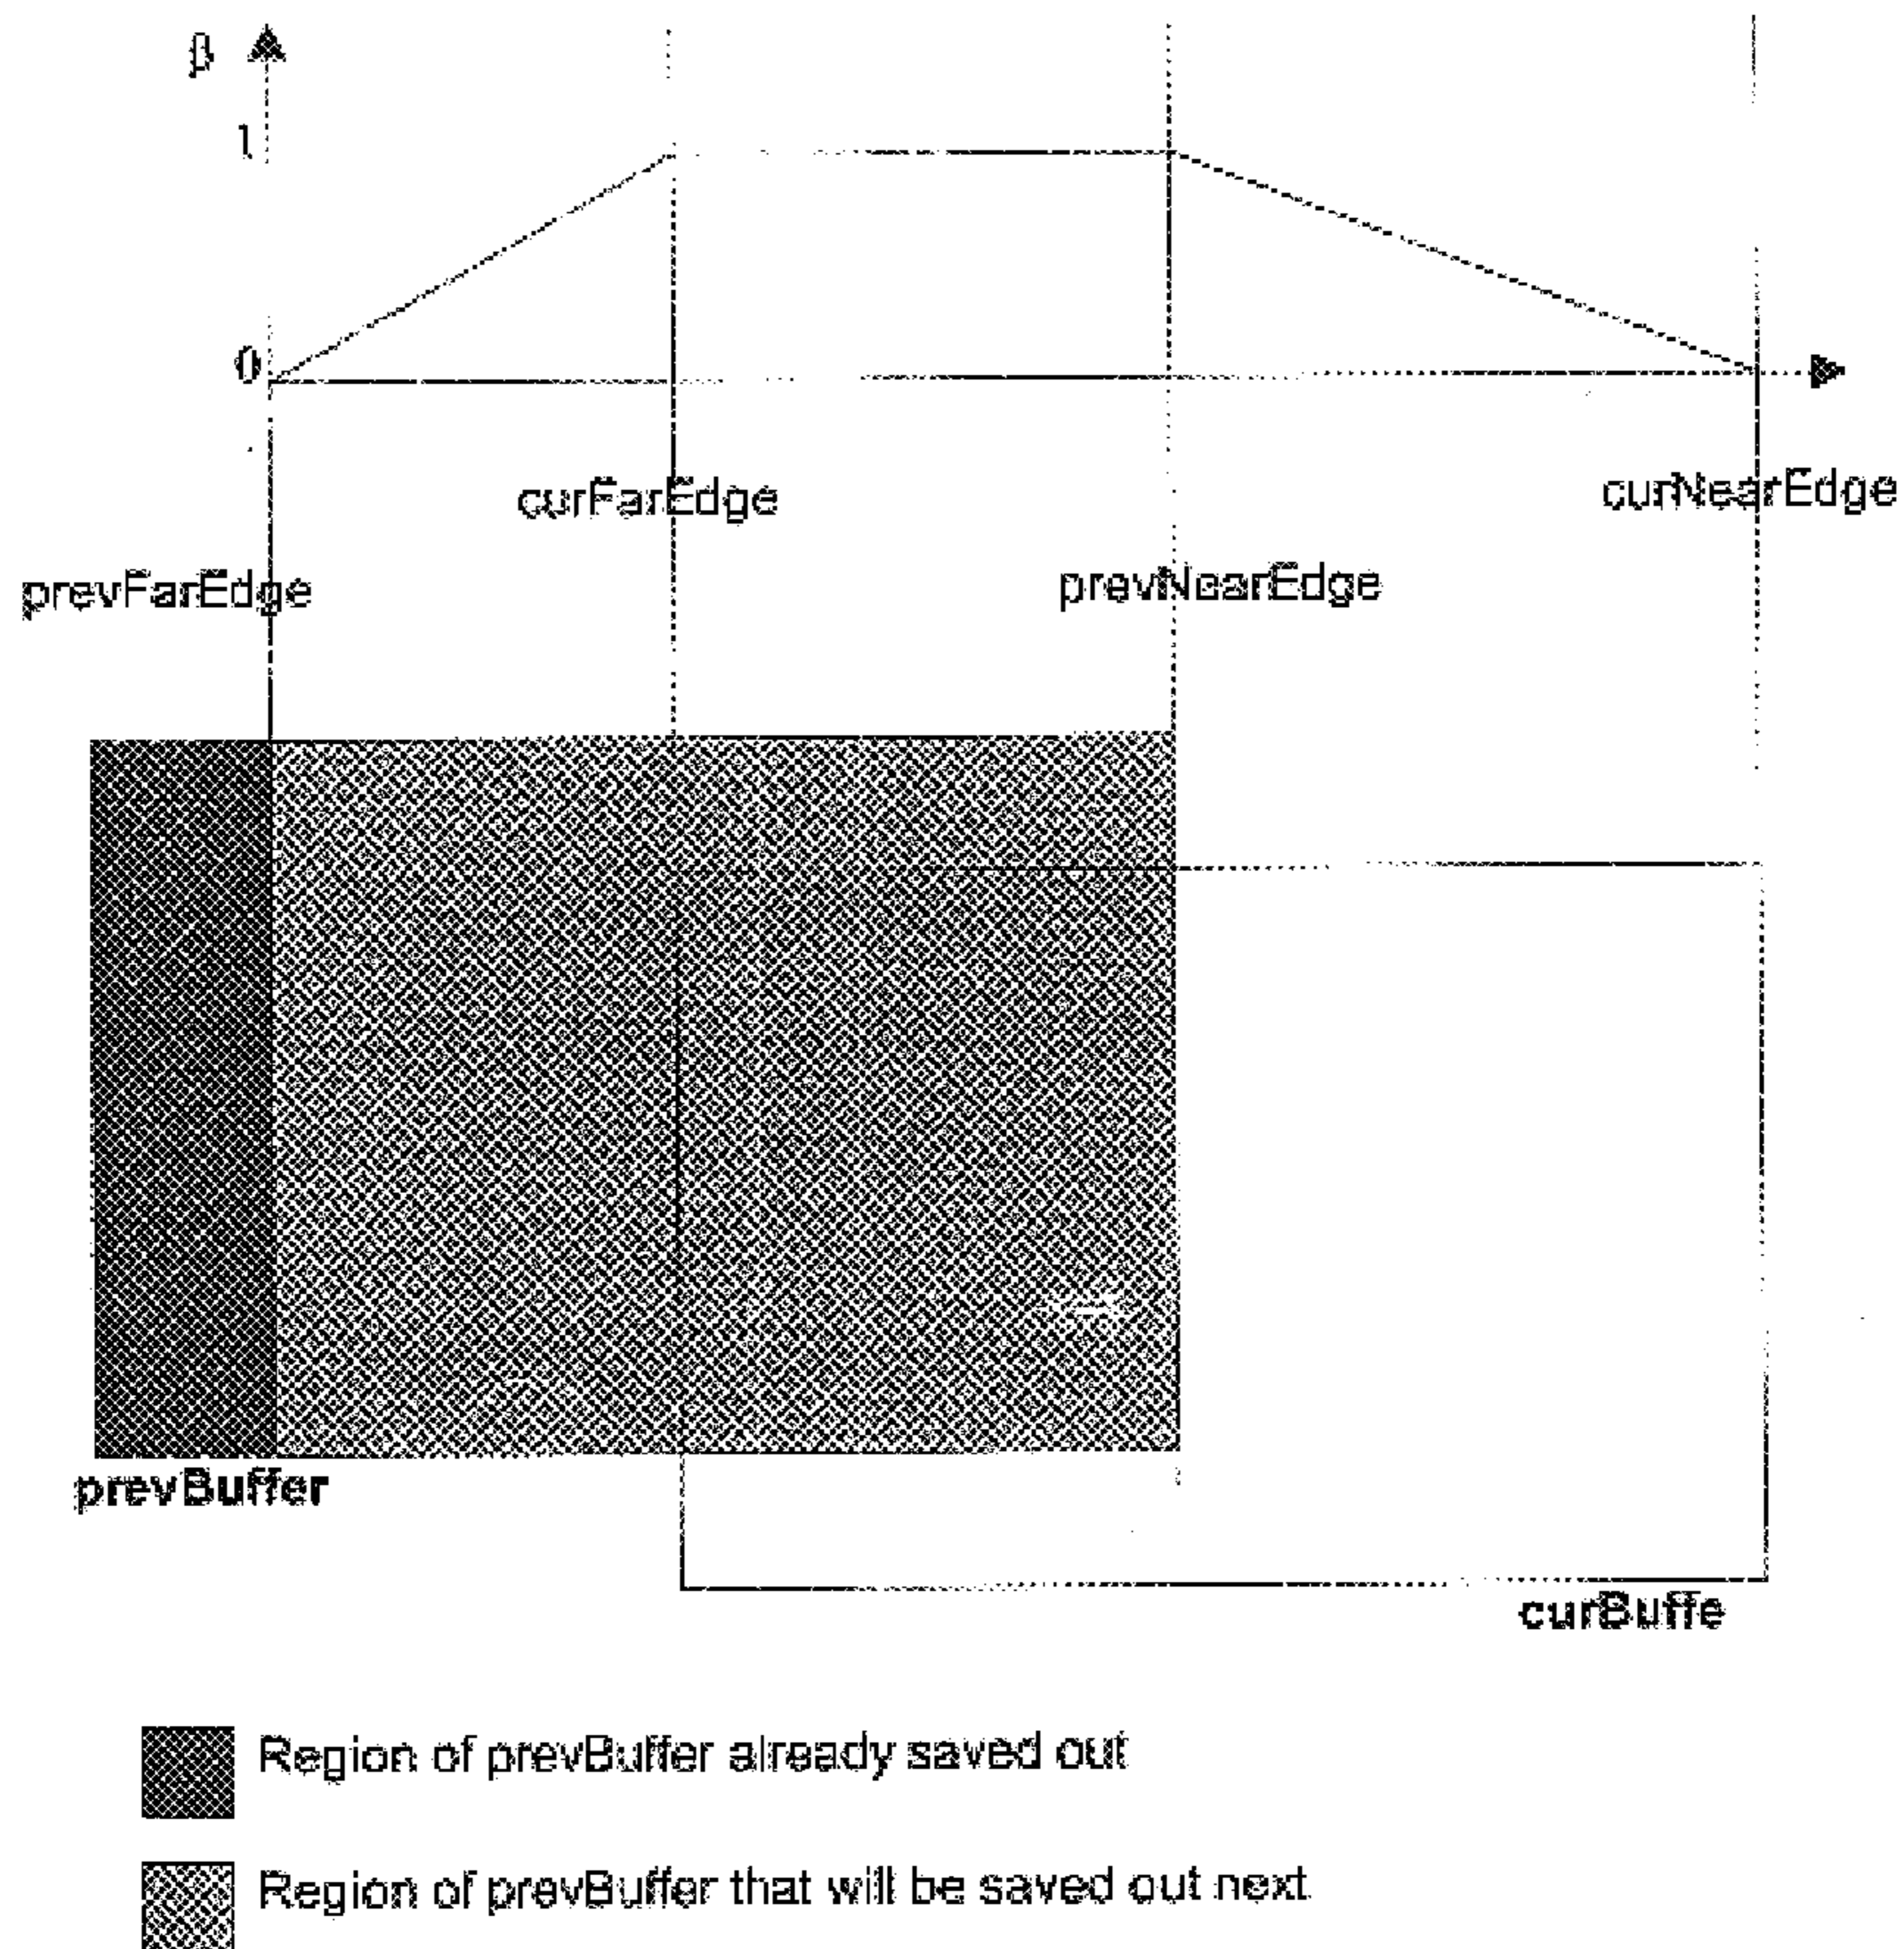 β
1
0
curFarEdge
curNearEdge
prevFarEdge
prevNearEdge
prevBuffer
curBuffe
Region of prevBuffer already saved out
Region of prevBuffer that will be saved out next